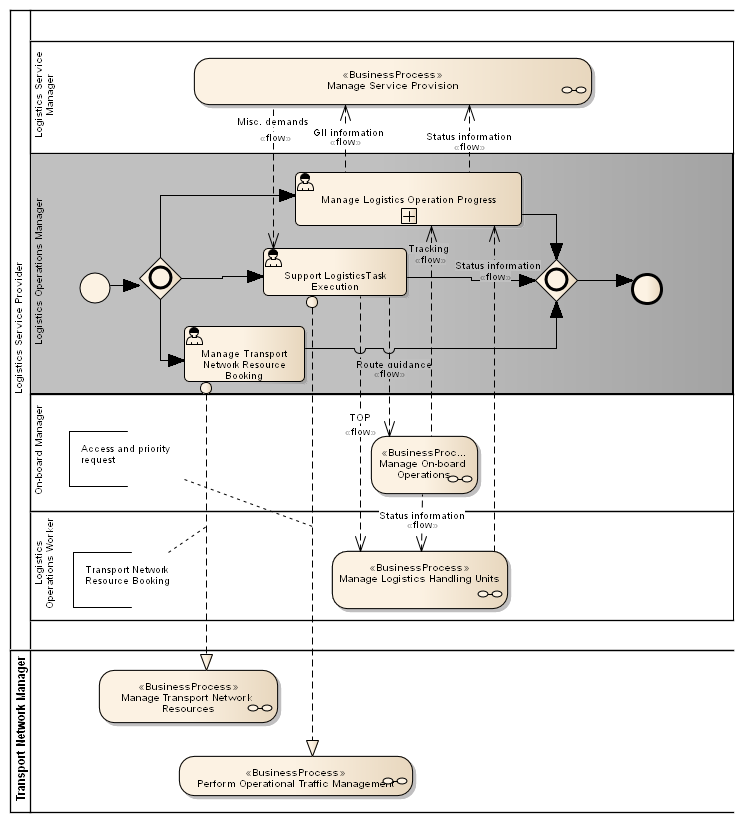 Logistics Service Provider
Logistics Service
Manager
«BusinessProcess»
Manage Service Provision
Misc. demands
«flow»
GII information
«flow»
Status information
«flow»
Logistics Operations Manager
Manage Logistics Operation Progress
Tracking
«flow»
Status information
«flow»
Support LogisticsTask
Execution
Manage Transport
Network Resource
Booking
Route guidance
«flow»
TOP
«flow»
On-board Manager
Access and priority
request
«BusinessProc...
Manage On-board
Operations
Status information
«flow»
Logistics
Operations Worker
Transport Network
Resource Booking
«BusinessProcess»
Manage Logistics Handling Units
Transport Network Manager
«BusinessProcess»
Manage Transport Network
Resources
«BusinessProcess»
Perform Operational Traffic Management